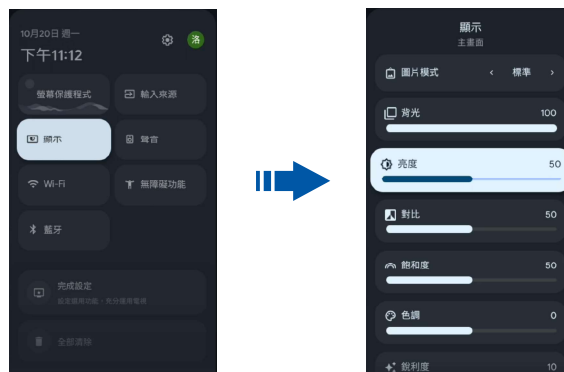 10月20日 週一
下午11:12
洛
螢幕保護程式
輸入來源
顯示
聲音
Wi-Fi
無障礙功能
藍牙
完成設定
全部清除
顯示
主畫面
圖片模式
標準
背光
100
亮度
50
對比
50
飽和度
50
色調
0
銳利度
10